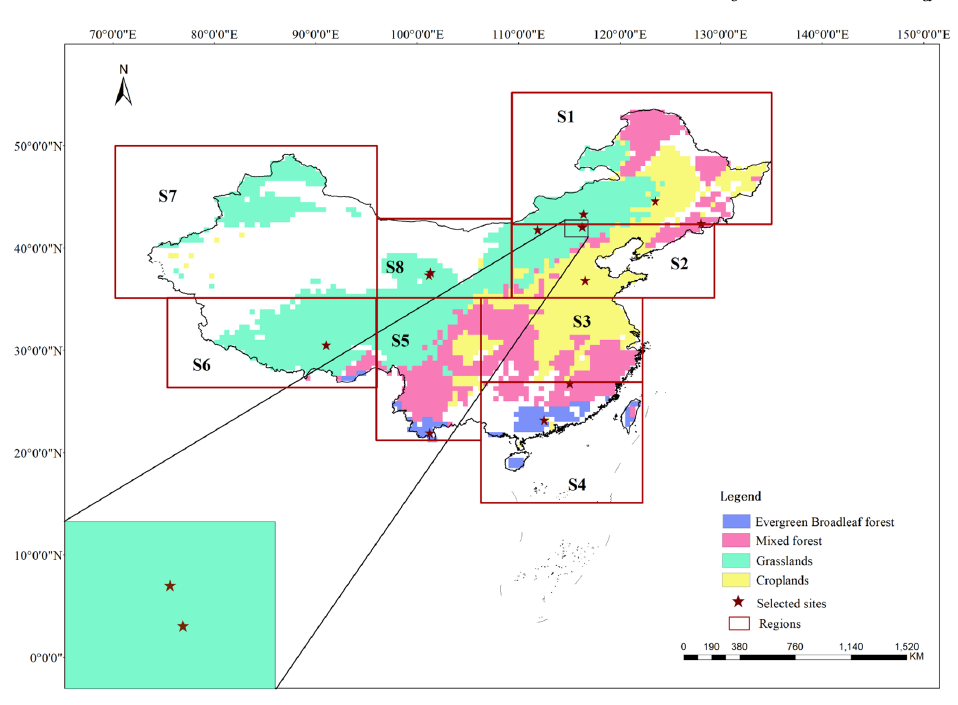 70°0'0"E 80°0'0"E 90°0'0"E 100°0'0"E 110°0'0"E 120°0'0"E 130°0'0"E 140°0'0"E 150°0'0"E
N
S1
50°0'0"N
S7
40°0'0"N
S8
S2
S3
S5
30°0'0"N
S6
20°0'0"N
S4
Legend
Evergreen Broadleaf forest
Mixed forest
10°0'0"N
Grasslands
Croplands
Selected sites
Regions
0 190 380 760 1,140 1,520
KM
0°0'0"